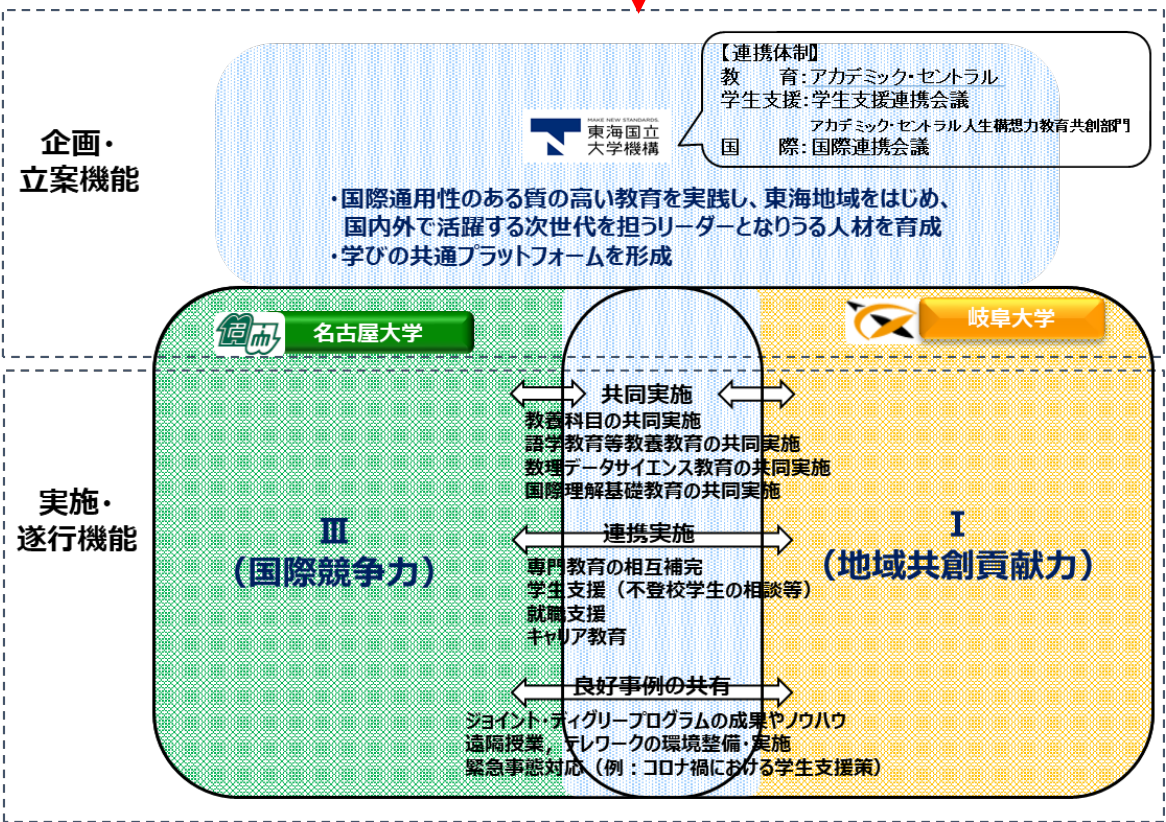 【連携体制】
教　　育：アカデミック・セントラル
学生支援：学生支援連携会議
アカデミック・セントラル人生構想力教育共創部門
国　　際：国際連携会議
企画・
立案機能
MAKE NEW STANDARDS.
東海国立
大学機構
・国際通用性のある質の高い教育を実践し、東海地域をはじめ、
国内外で活躍する次世代を担うリーダーとなりうる人材を育成
・学びの共通プラットフォームを形成
名古屋大学
岐阜大学
共同実施
教養科目の共同実施
語学教育等教養教育の共同実施
数理データサイエンス教育の共同実施
国際理解基礎教育の共同実施
実施・
遂行機能
Ⅲ
（国際競争力）
Ⅰ
（地域共創貢献力）
連携実施
専門教育の相互補完
学生支援（不登校学生の相談等）
就職支援
キャリア教育
良好事例の共有
ジョイント・ディグリープログラムの成果やノウハウ
遠隔授業，テレワークの環境整備・実施
緊急事態対応（例：コロナ禍における学生支援策）